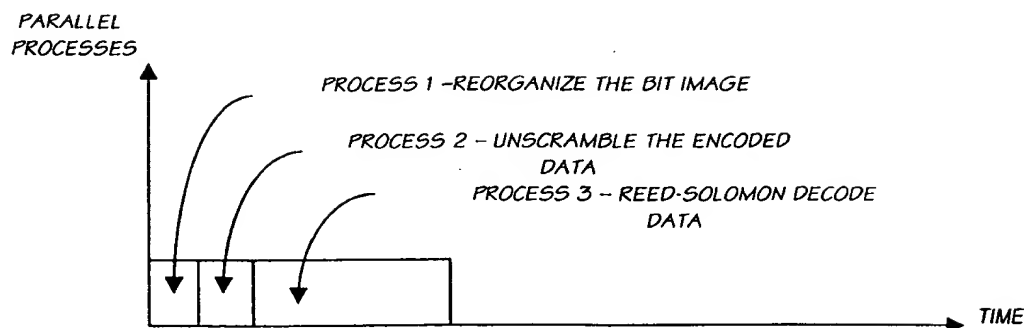 PARALLEL
PROCESSES
PROCESS 1 -REORGANIZE THE BIT IMAGE
PROCESS 2 - UNSCRAMBLE THE ENCODED
DATA
PROCESS 3 - REED-SOLOMON DECODE
DATA
TIME